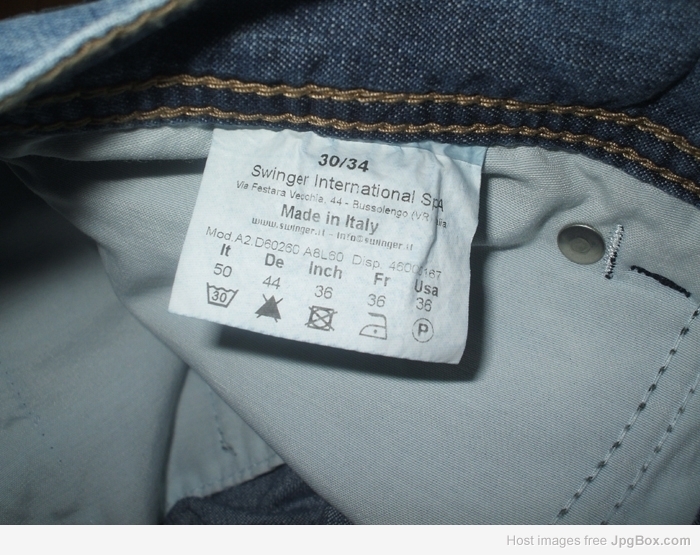 30/34
Swinger International SpA
Via Festara Vecchia, 44 - Bussolengo (VR)
Made in Italy
www.swinger.it - info@swinger.it
Mod.A2.D60260 A8L60 Disp.
It De Inch Fr Usa
50 44 36 36 36
30 P
Host images free JpgBox.com